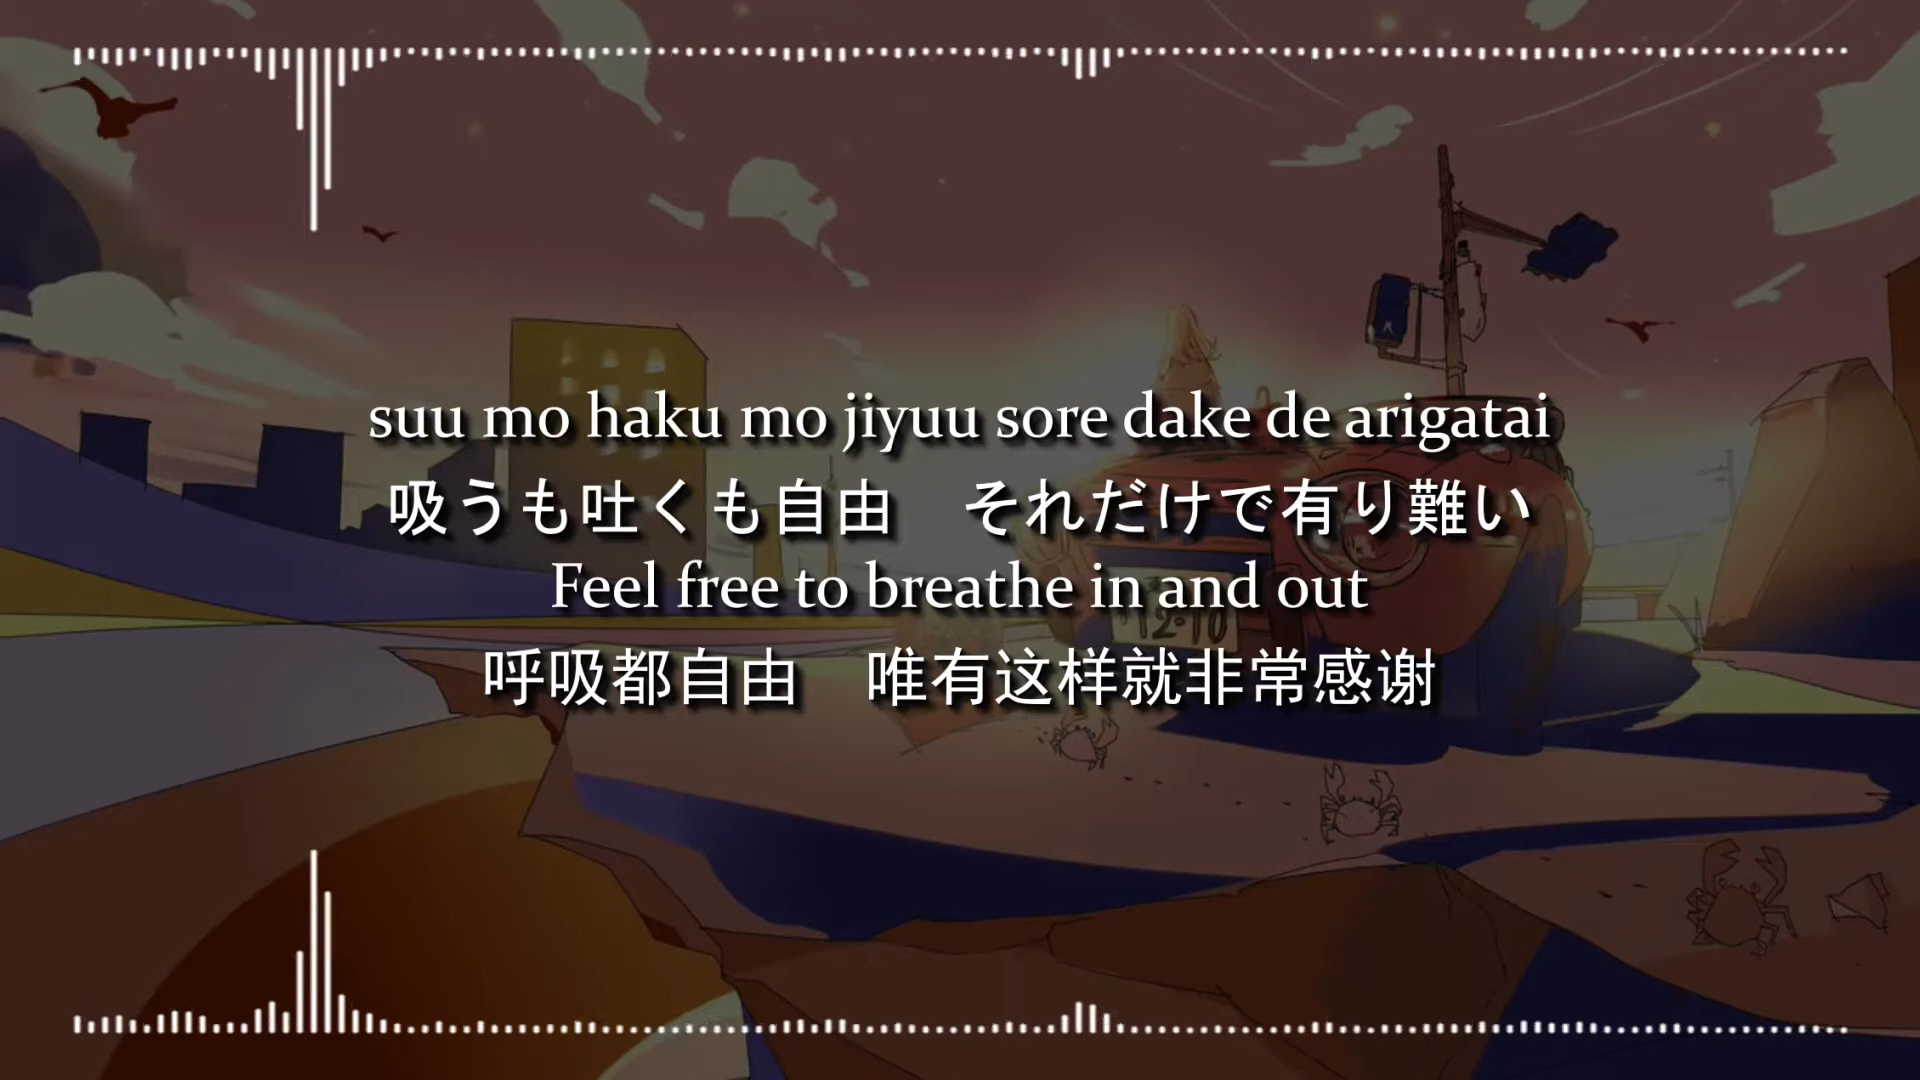 suu mo haku mo jiyuu sore dake de arigatai
吸うも吐くも自由　それだけで有り難い
Feel free to breathe in and out
12·10
呼吸都自由　唯有这样就非常感谢